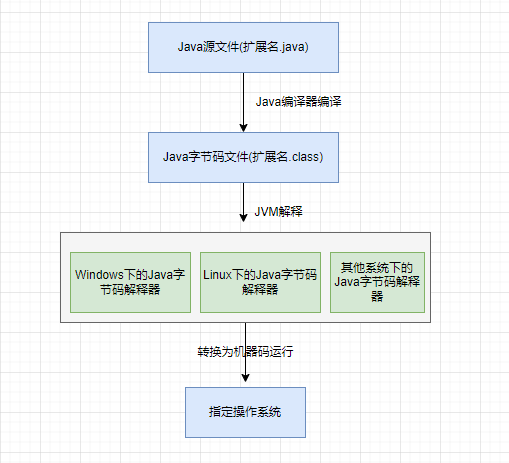 Java源文件(扩展名.java)
Java编译器编译
Java字节码文件(扩展名.class)
JVM解释
Windows下的Java字
节码解释器
Linux下的Java字节码
解释器
其他系统下的
Java字节码解释
器
转换为机器码运行
指定操作系统